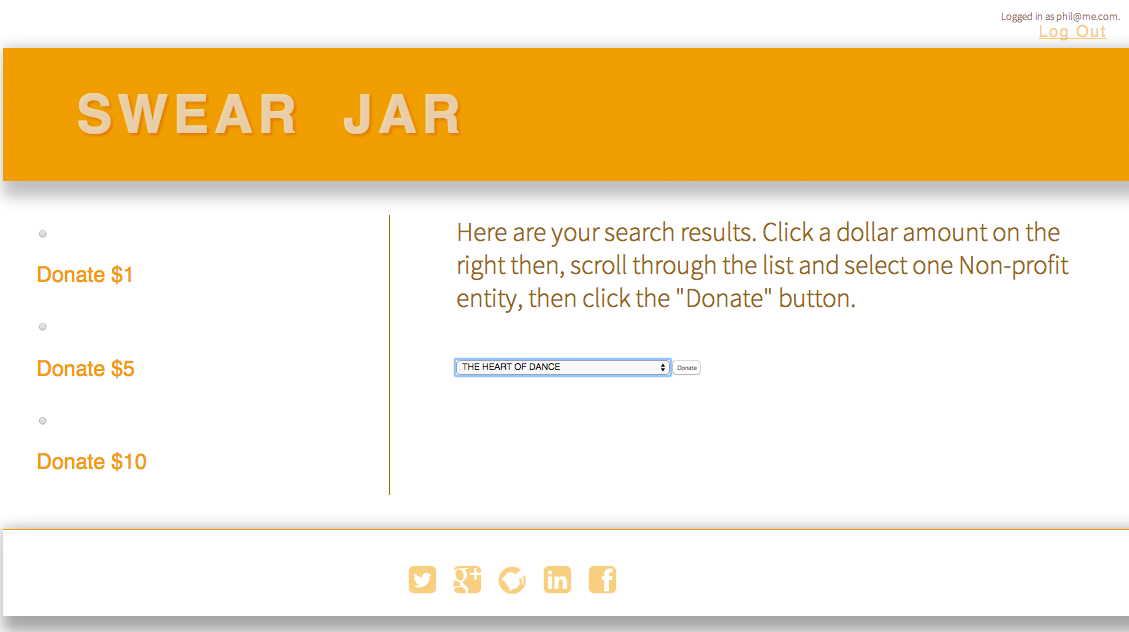 Logged in as phil@me.com.
Log Out
SWEAR JAR
Donate $1
Donate $5
Donate $10
Here are your search results. Click a dollar amount on the
right then, scroll through the list and select one Non-profit
entity, then click the "Donate" button.
THE HEART OF DANCE
Donate